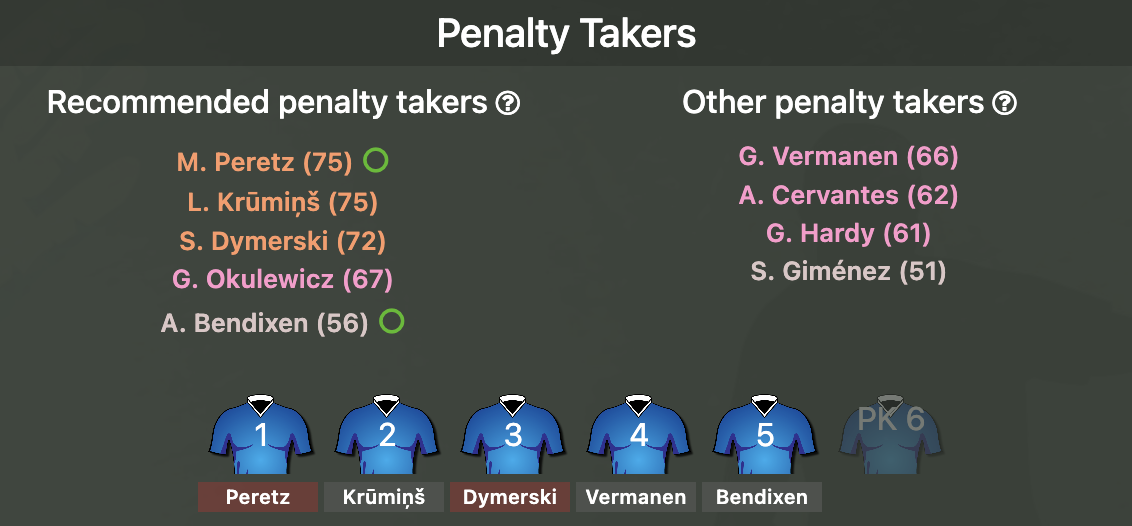 Penalty Takers
Recommended penalty takers ?
M. Peretz (75)
L. Krūmiņš (75)
S. Dymerski (72)
G. Okulewicz (67)
A. Bendixen (56)
Other penalty takers ?
G. Vermanen (66)
A. Cervantes (62)
G. Hardy (61)
S. Giménez (51)
1 2 3 4 5 PK 6
Peretz Krūmiņš Dymerski Vermanen Bendixen